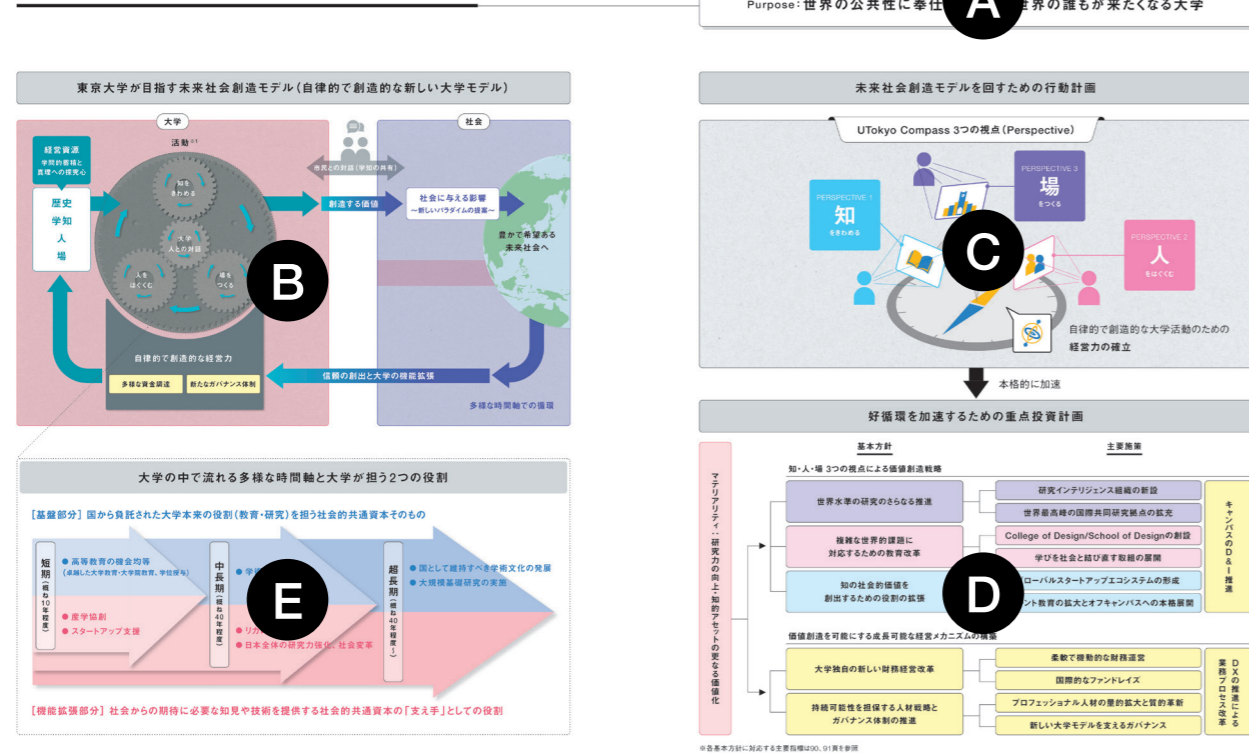 Purpose:世界の公共性に奉仕
世界の誰もが来たくなる大学
A
東京大学が目指す未来社会創造モデル(自律的で創造的な新しい大学モデル)
大学
社会
活動※1
経営資源
学問的蓄積と
真理への探究心
歴史
学知
人
場
知を
きわめる
大学
人との対話
人を
はぐくむ
場を
つくる
B
市民との対話(学知の共有)
創造する価値
社会に与える影響
～新しいパラダイムの提案～
豊かで希望ある
未来社会へ
自律的で創造的な経営力
多様な資金調達
新たなガバナンス体制
信頼の創出と大学の機能拡張
多様な時間軸での循環
大学の中で流れる多様な時間軸と大学が担う2つの役割
[基盤部分]国から負託された大学本来の役割(教育・研究)を担う社会的共通資本そのもの
短期(概ね10年程度)
● 高等教育の機会均等
(卓越した大学教育・大学院教育、学位授与)
● 産学協創
● スタートアップ支援
中長期(概ね40年程度)
● 学
E
● リカ
● 日本全体の研究力強化、社会変革
超長期(概ね40年程度〜)
● 国として維持すべき学術文化の発展
● 大規模基礎研究の実施
[機能拡張部分]社会からの期待に必要な知見や技術を提供する社会的共通資本の「支え手」としての役割
未来社会創造モデルを回すための行動計画
UTokyo Compass 3つの視点(Perspective)
PERSPECTIVE 3
場
をつくる
PERSPECTIVE 1
知
をきわめる
PERSPECTIVE 2
人
をはぐくむ
C
自律的で創造的な大学活動のための
経営力の確立
本格的に加速
好循環を加速するための重点投資計画
基本方針
主要施策
マテリアリティ:研究力の向上・知的アセットの更なる価値化
知・人・場 3つの視点による価値創造戦略
世界水準の研究のさらなる推進
研究インテリジェンス組織の新設
世界最高峰の国際共同研究拠点の拡充
複雑な世界的課題に
対応するための教育改革
College of Design/School of Designの創設
学びを社会と結び直す取組の展開
知の社会的価値を
創出するための役割の拡張
ローバルスタートアップエコシステムの形成
ント教育の拡大とオフキャンパスへの本格展開
D
キャンパスのD&I推進
価値創造を可能にする成長可能な経営メカニズムの構築
大学独自の新しい財務経営改革
柔軟で機動的な財務運営
国際的なファンドレイズ
持続可能性を担保する人材戦略と
ガバナンス体制の推進
プロフェッショナル人材の量的拡大と質的革新
新しい大学モデルを支えるガバナンス
DXの推進による
業務プロセス改革
※各基本方針に対応する主要指標は90、91頁を参照